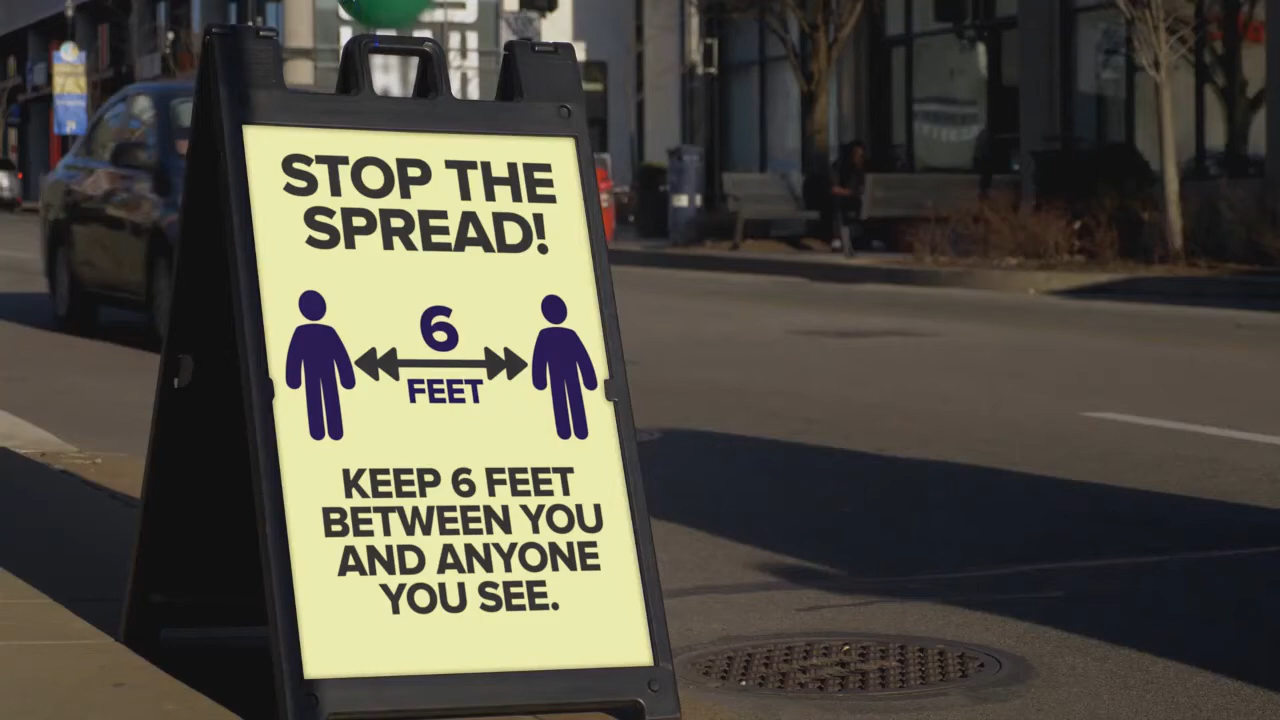 STOP THE
SPREAD!
6
FEET
KEEP 6 FEET
BETWEEN YOU
AND ANYONE
YOU SEE.